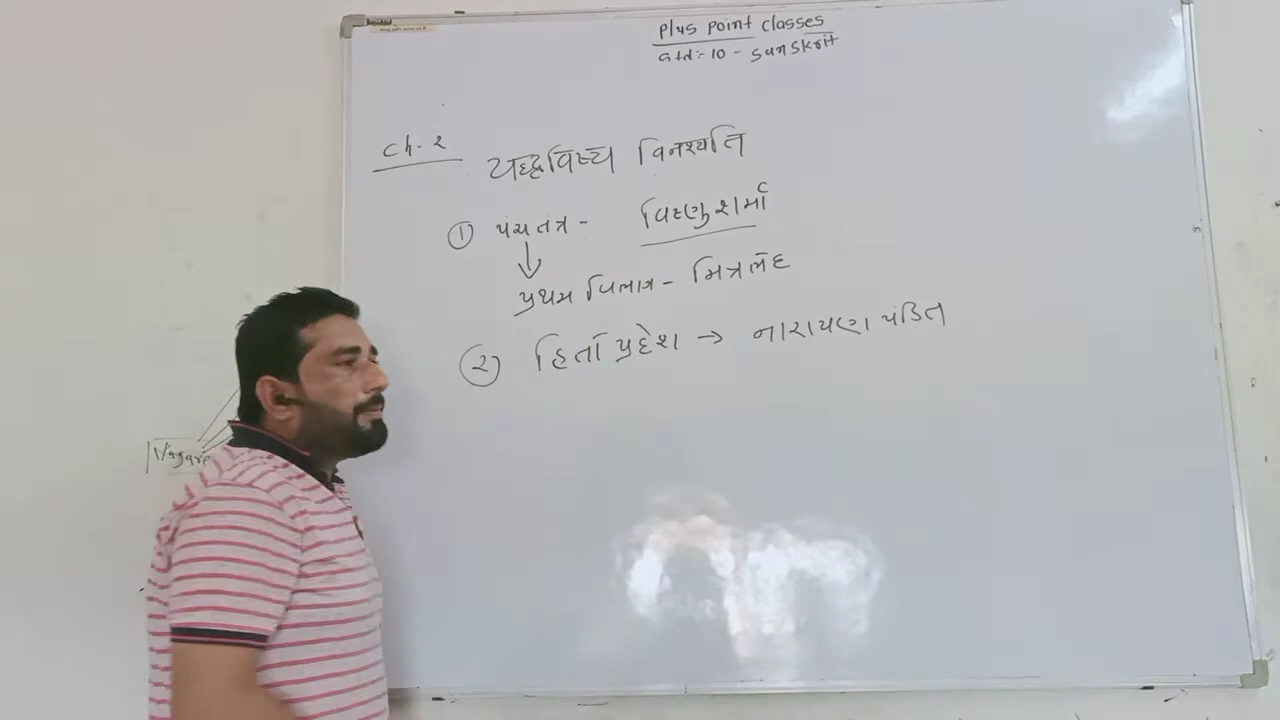 Plus point classes
Std:- 10 - Sanskrit
Ch. 2
યદ્ભવિષ્ય વિનશ્યતિ
① પંચતંત્ર - વિષ્ણુશર્મા
↓
પ્રથમ વિભાગ - મિત્રભેદ
② હિતોપદેશ → નારાયણ પંડિત